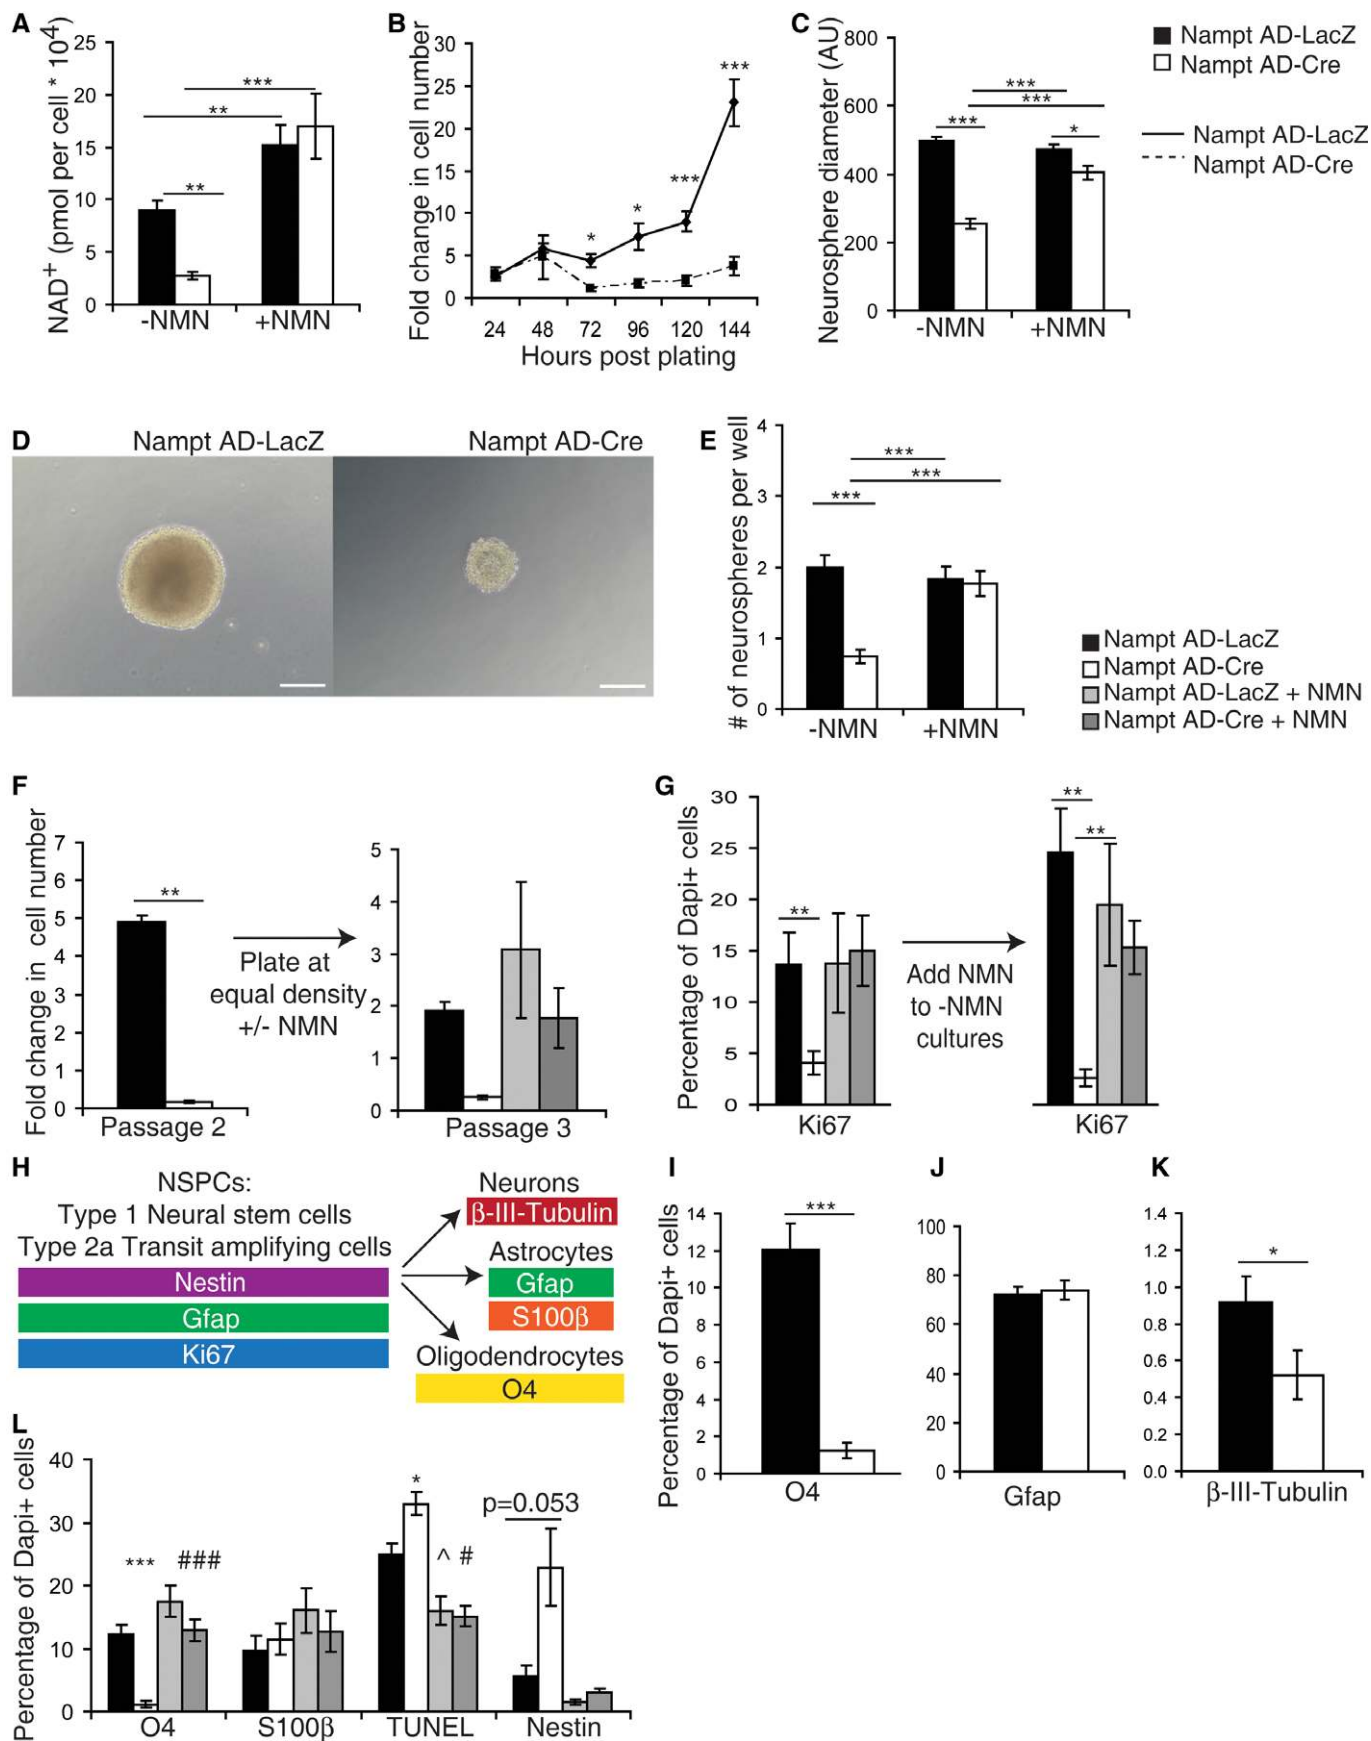 A
NAD+ (pmol per cell * 10⁴)
25
20
15
10
5
0
***
**
**
-NMN
+NMN
B
Fold change in cell number
30
25
20
15
10
5
0
*
*
***
***
24 48 72 96 120 144
Hours post plating
C
Neurosphere diameter (AU)
800
600
400
200
0
***
***
***
*
-NMN
+NMN
Nampt AD-LacZ
Nampt AD-Cre
Nampt AD-LacZ
Nampt AD-Cre
D
Nampt AD-LacZ
Nampt AD-Cre
E
# of neurospheres per well
4
3
2
1
0
***
***
***
-NMN
+NMN
Nampt AD-LacZ
Nampt AD-Cre
Nampt AD-LacZ + NMN
Nampt AD-Cre + NMN
F
Fold change in cell number
7
6
5
4
3
2
1
0
**
Passage 2
Plate at
equal density
+/- NMN
5
4
3
2
1
0
Passage 3
G
Percentage of Dapi+ cells
30
25
20
15
10
5
0
**
Ki67
Add NMN
to -NMN
cultures
**
**
Ki67
H
NSPCs:
Type 1 Neural stem cells
Type 2a Transit amplifying cells
Nestin
Gfap
Ki67
Neurons
β-III-Tubulin
Astrocytes
Gfap
S100β
Oligodendrocytes
O4
I
Percentage of Dapi+ cells
14
12
10
8
6
4
2
0
***
O4
J
100
80
60
40
20
0
Gfap
K
1.4
1.2
1.0
0.8
0.6
0.4
0.2
0.0
*
β-III-Tubulin
L
Percentage of Dapi+ cells
40
30
20
10
0
*** ###
*
^ #
p=0.053
O4
S100β
TUNEL
Nestin